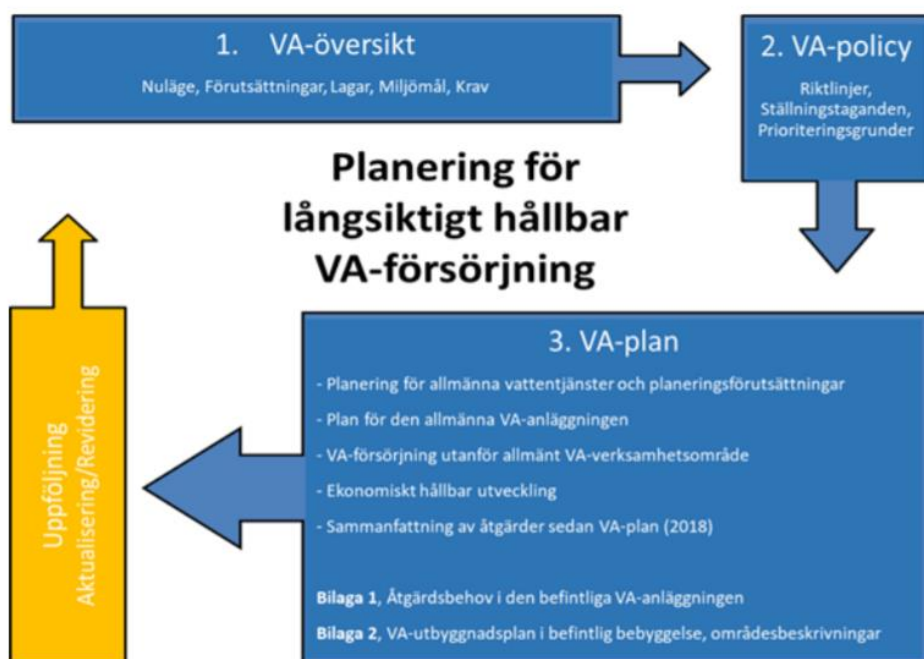 1. VA-översikt
Nuläge, Förutsättningar, Lagar, Miljömål, Krav
2. VA-policy
Riktlinjer,
Ställningstaganden,
Prioriteringsgrunder
Planering för
långsiktigt hållbar
VA-försörjning
3. VA-plan
- Planering för allmänna vattentjänster och planeringsförutsättningar
- Plan för den allmänna VA-anläggningen
- VA-försörjning utanför allmänt VA-verksamhetsområde
- Ekonomiskt hållbar utveckling
- Sammanfattning av åtgärder sedan VA-plan (2018)
Bilaga 1, Åtgärdsbehov i den befintliga VA-anläggningen
Bilaga 2, VA-utbyggnadsplan i befintlig bebyggelse, områdesbeskrivningar
Uppföljning
Aktualisering/Revidering